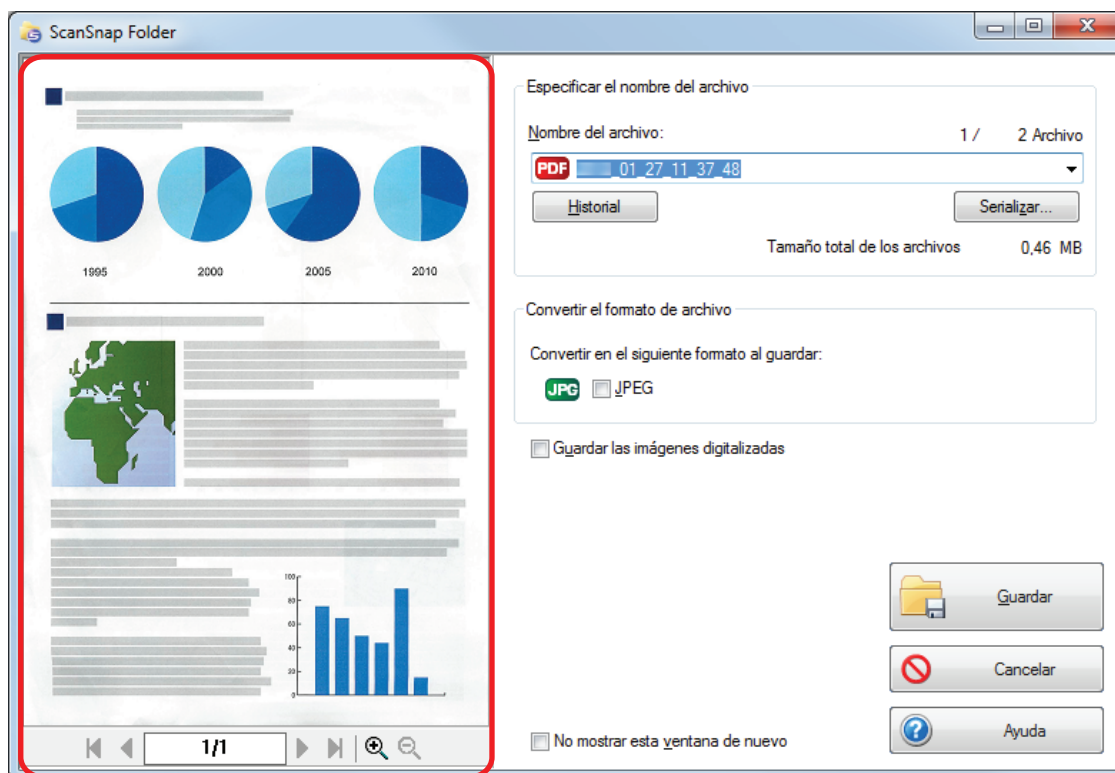 ScanSnap Folder
1995 2000 2005 2010
100
80
60
40
20
0
1/1
Especificar el nombre del archivo
Nombre del archivo: 1 / 2 Archivo
PDF _01_27_11_37_48
Historial Serializar...
Tamaño total de los archivos 0,46 MB
Convertir el formato de archivo
Convertir en el siguiente formato al guardar:
JPG JPEG
Guardar las imágenes digitalizadas
Guardar
Cancelar
No mostrar esta ventana de nuevo
Ayuda